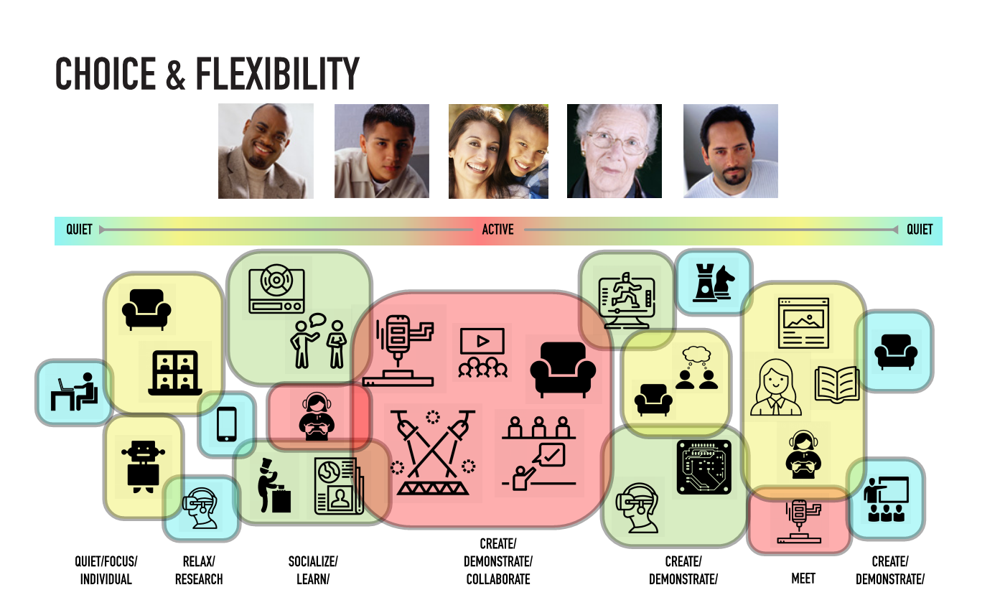 CHOICE & FLEXIBILITY
QUIET
ACTIVE
QUIET
QUIET/FOCUS/
INDIVIDUAL
RELAX/
RESEARCH
SOCIALIZE/
LEARN/
CREATE/
DEMONSTRATE/
COLLABORATE
CREATE/
DEMONSTRATE/
MEET
CREATE/
DEMONSTRATE/